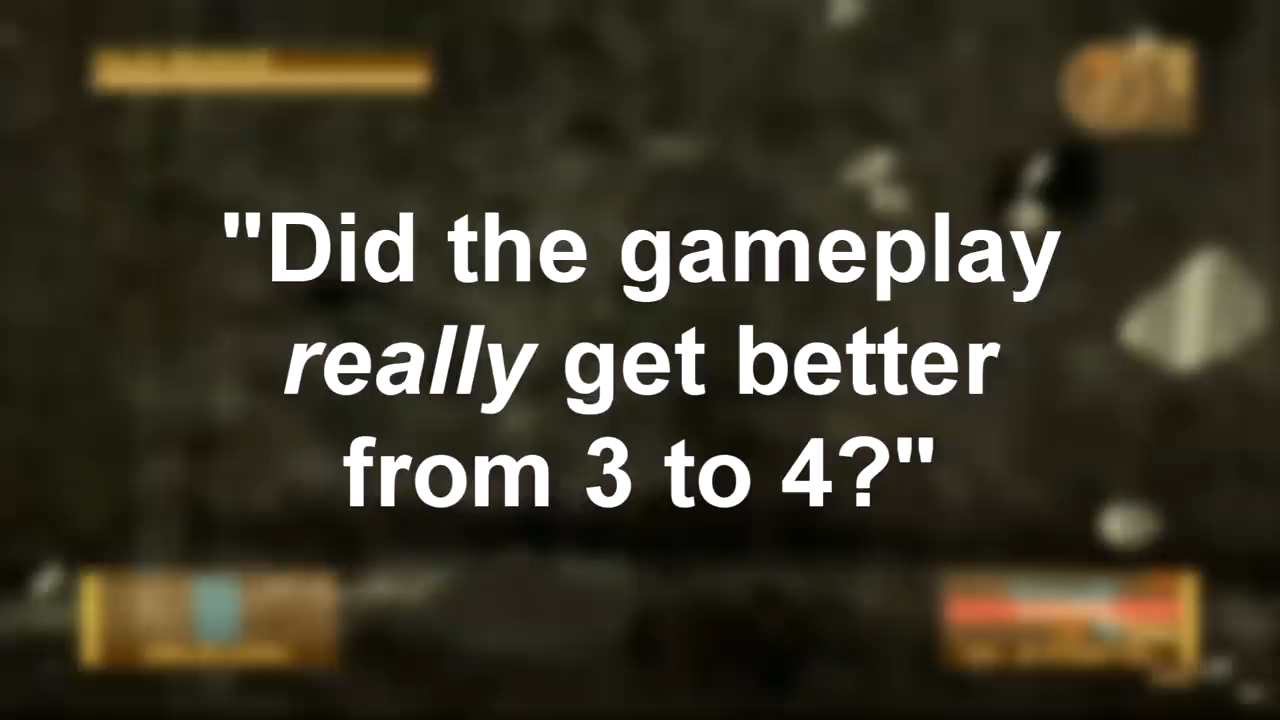 "Did the gameplay
really get better
from 3 to 4?"